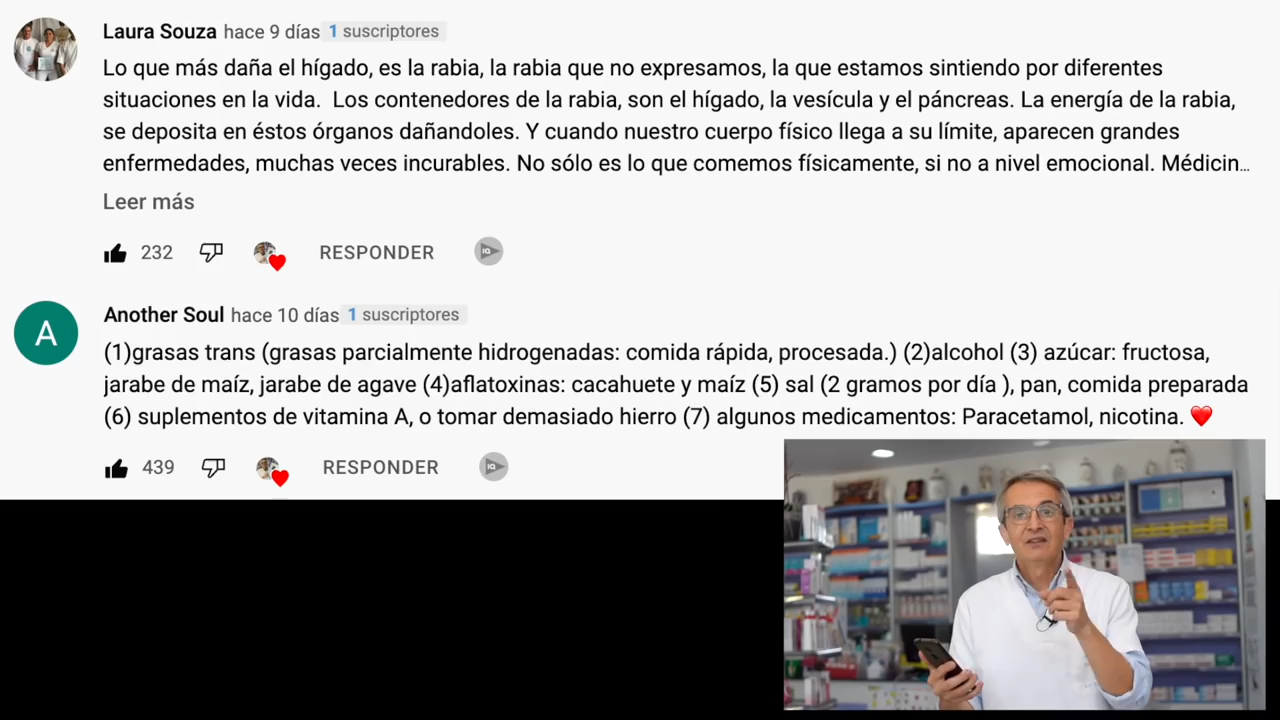 Laura Souza hace 9 días 1 suscriptores
Lo que más daña el hígado, es la rabia, la rabia que no expresamos, la que estamos sintiendo por diferentes
situaciones en la vida. Los contenedores de la rabia, son el hígado, la vesícula y el páncreas. La energía de la rabia,
se deposita en éstos órganos dañandoles. Y cuando nuestro cuerpo físico llega a su límite, aparecen grandes
enfermedades, muchas veces incurables. No sólo es lo que comemos físicamente, si no a nivel emocional. Médicin...
Leer más
232 RESPONDER IQ
A
Another Soul hace 10 días 1 suscriptores
(1)grasas trans (grasas parcialmente hidrogenadas: comida rápida, procesada.) (2)alcohol (3) azúcar: fructosa,
jarabe de maíz, jarabe de agave (4)aflatoxinas: cacahuete y maíz (5) sal (2 gramos por día ), pan, comida preparada
(6) suplementos de vitamina A, o tomar demasiado hierro (7) algunos medicamentos: Paracetamol, nicotina. ❤️
439 RESPONDER IQ